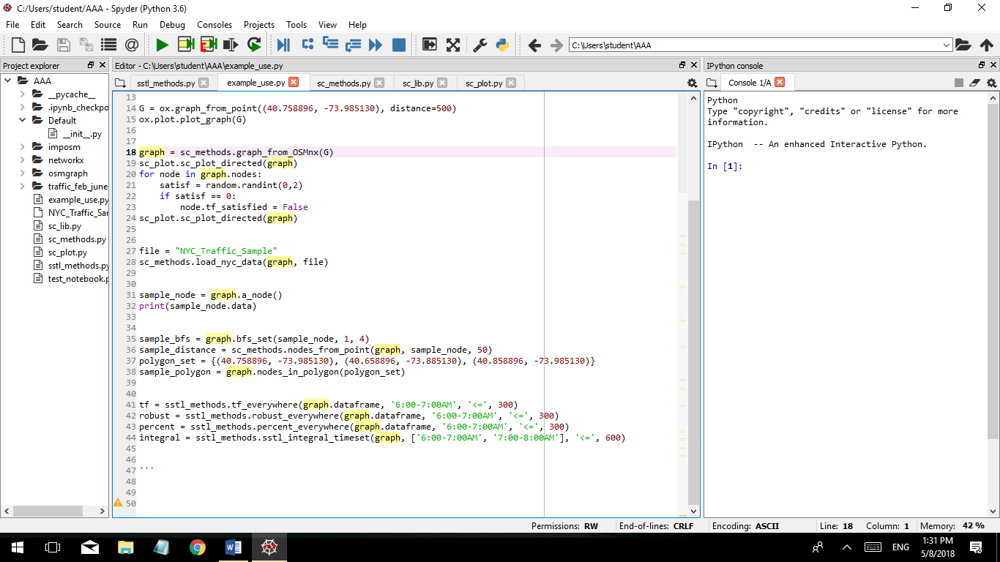 C:/Users/student/AAA - Spyder (Python 3.6)
File Edit Search Source Run Debug Consoles Projects Tools View Help
C:\Users\student\AAA
Project explorer
AAA
__pycache__
.ipynb_checkpo
Default
__init__.py
imposm
networkx
osmgraph
traffic_feb_june
example_use.py
NYC_Traffic_Sar
sc_lib.py
sc_methods.py
sc_plot.py
sstl_methods.py
test_notebook.p
Editor - C:\Users\student\AAA\example_use.py
sstl_methods.py example_use.py sc_methods.py sc_lib.py sc_plot.py
13
14 G = ox.graph_from_point((40.758896, -73.985130), distance=500)
15 ox.plot.plot_graph(G)
16
17
18 graph = sc_methods.graph_from_OSMnx(G)
19 sc_plot.sc_plot_directed(graph)
20 for node in graph.nodes:
21     satisf = random.randint(0,2)
22     if satisf == 0:
23         node.tf_satisfied = False
24 sc_plot.sc_plot_directed(graph)
25
26
27 file = "NYC_Traffic_Sample"
28 sc_methods.load_nyc_data(graph, file)
29
30
31 sample_node = graph.a_node()
32 print(sample_node.data)
33
34
35 sample_bfs = graph.bfs_set(sample_node, 1, 4)
36 sample_distance = sc_methods.nodes_from_point(graph, sample_node, 50)
37 polygon_set = {(40.758896, -73.985130), (40.658896, -73.885130), (40.858896, -73.985130)}
38 sample_polygon = graph.nodes_in_polygon(polygon_set)
39
40
41 tf = sstl_methods.tf_everywhere(graph.dataframe, '6:00-7:00AM', '<=', 300)
42 robust = sstl_methods.robust_everywhere(graph.dataframe, '6:00-7:00AM', '<=', 300)
43 percent = sstl_methods.percent_everywhere(graph.dataframe, '6:00-7:00AM', '<=', 300)
44 integral = sstl_methods.sstl_integral_timeset(graph, ['6:00-7:00AM', '7:00-8:00AM'], '<=', 600)
45
46
47 '''
48
49
50
IPython console
Console 1/A
Python
Type "copyright", "credits" or "license" for more
information.
IPython -- An enhanced Interactive Python.
In [1]:
Permissions: RW End-of-lines: CRLF Encoding: ASCII Line: 18 Column: 1 Memory: 42 %
ENG
1:31 PM
5/8/2018